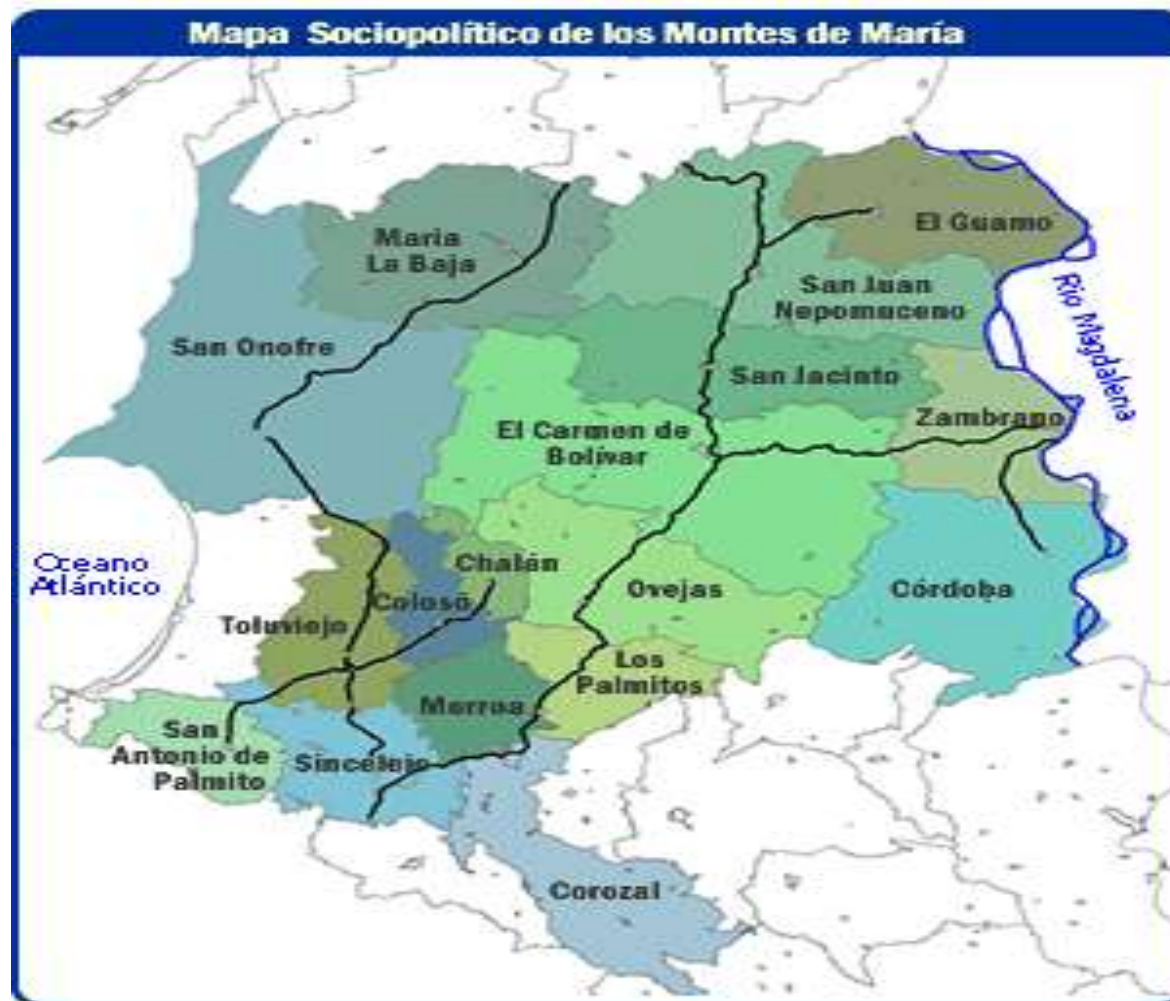 Mapa Sociopolítico de los Montes de María
El Guamo
Maria
La Baja
Rio Magdalena
San Juan
Nepomuceno
San Onofre
San Jacinto
Zambrano
El Carmen de
Bolívar
Oceano
Atlántico
Chalán
Colosó
Ovejas
Córdoba
Toluviejo
Los
Palmitos
Morroa
San
Antonio de
Palmito
Sincelejo
Corozal